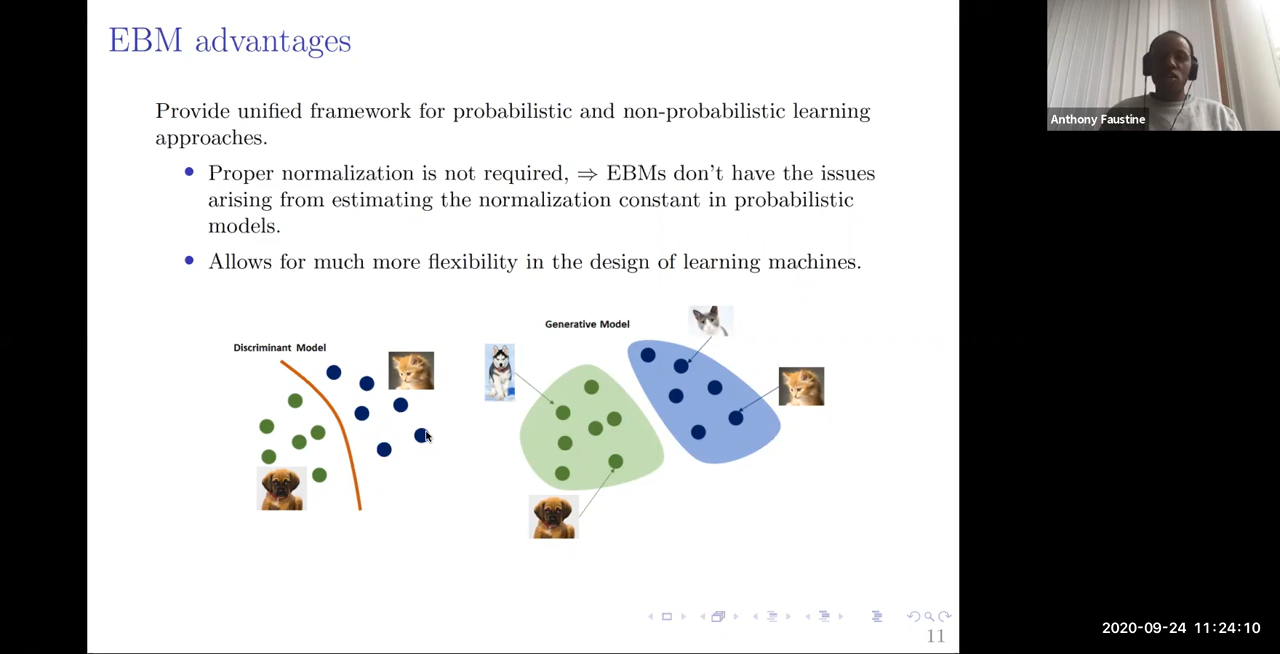 EBM advantages
Provide unified framework for probabilistic and non-probabilistic learning
approaches.
• Proper normalization is not required, ⇒ EBMs don't have the issues
arising from estimating the normalization constant in probabilistic
models.
• Allows for much more flexibility in the design of learning machines.
Discriminant Model
Generative Model
11
Anthony Faustine
2020-09-24 11:24:10